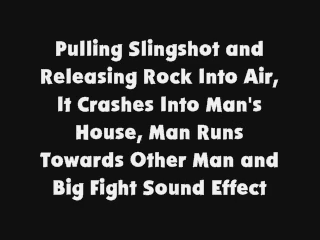 Pulling Slingshot and
Releasing Rock Into Air,
It Crashes Into Man's
House, Man Runs
Towards Other Man and
Big Fight Sound Effect